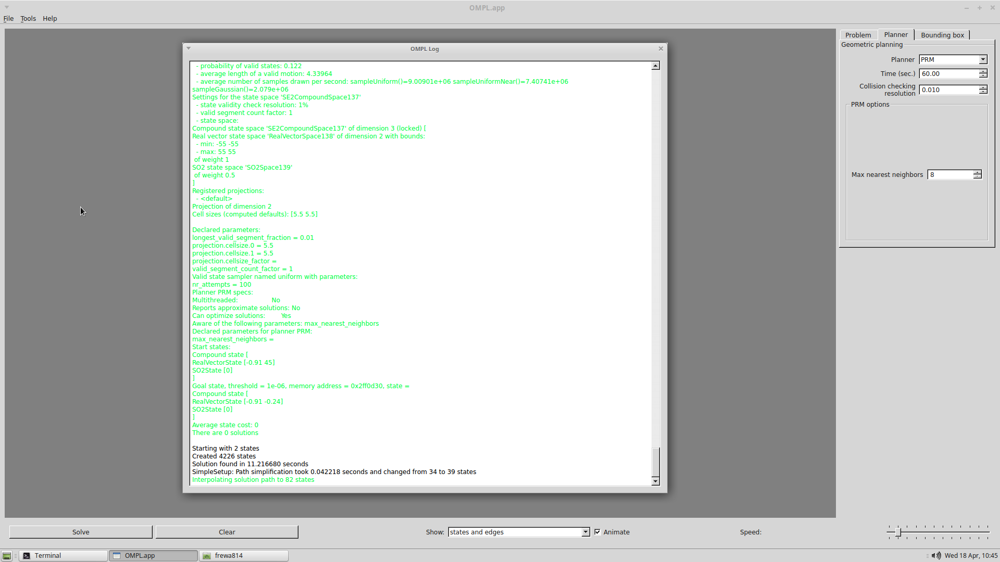 OMPL.app
File Tools Help
OMPL Log
- probability of valid states: 0.122
- average length of a valid motion: 4.33964
- average number of samples drawn per second: sampleUniform()=9.00901e+06 sampleUniformNear()=7.40741e+06
sampleGaussian()=2.079e+06
Settings for the state space 'SE2CompoundSpace137'
- state validity check resolution: 1%
- valid segment count factor: 1
- state space:
Compound state space 'SE2CompoundSpace137' of dimension 3 (locked) [
Real vector state space 'RealVectorSpace138' of dimension 2 with bounds:
- min: -55 -55
- max: 55 55
of weight 1
SO2 state space 'SO2Space139'
of weight 0.5
]
Registered projections:
- <default>
Projection of dimension 2
Cell sizes (computed defaults): [5.5 5.5]
Declared parameters:
longest_valid_segment_fraction = 0.01
projection.cellsize.0 = 5.5
projection.cellsize.1 = 5.5
projection.cellsize_factor =
valid_segment_count_factor = 1
Valid state sampler named uniform with parameters:
nr_attempts = 100
Planner PRM specs:
Multithreaded: No
Reports approximate solutions: No
Can optimize solutions: Yes
Aware of the following parameters: max_nearest_neighbors
Declared parameters for planner PRM:
max_nearest_neighbors =
Start states:
Compound state [
RealVectorState [-0.91 45]
SO2State [0]
]
Goal state, threshold = 1e-06, memory address = 0x2ff0d30, state =
Compound state [
RealVectorState [-0.91 -0.24]
SO2State [0]
]
Average state cost: 0
There are 0 solutions
Starting with 2 states
Created 4226 states
Solution found in 11.216680 seconds
SimpleSetup: Path simplification took 0.042218 seconds and changed from 34 to 39 states
Interpolating solution path to 82 states
Problem Planner Bounding box
Geometric planning
Planner PRM
Time (sec.) 60.00
Collision checking
resolution 0.010
PRM options
Max nearest neighbors 8
Solve Clear Show: states and edges Animate Speed:
Terminal OMPL.app frewa814 Wed 18 Apr, 10:45